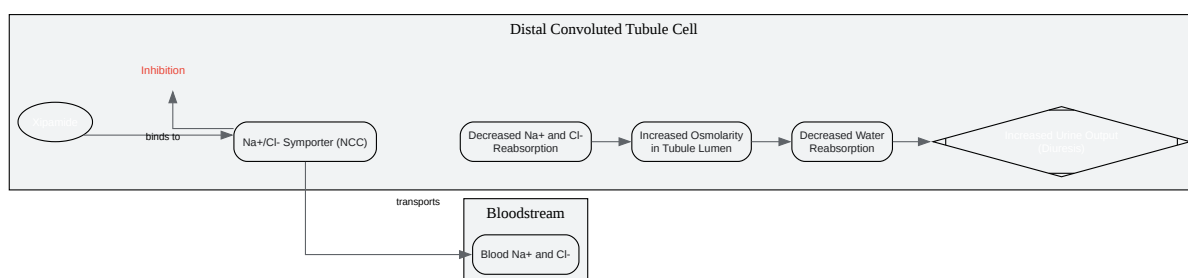 Distal Convoluted Tubule Cell
Inhibition
Xipamide
binds to
Na+/Cl- Symporter (NCC)
Decreased Na+ and Cl-
Reabsorption
Increased Osmolarity
in Tubule Lumen
Decreased Water
Reabsorption
Increased Urine Output
(Diuresis)
transports
Bloodstream
Blood Na+ and Cl-